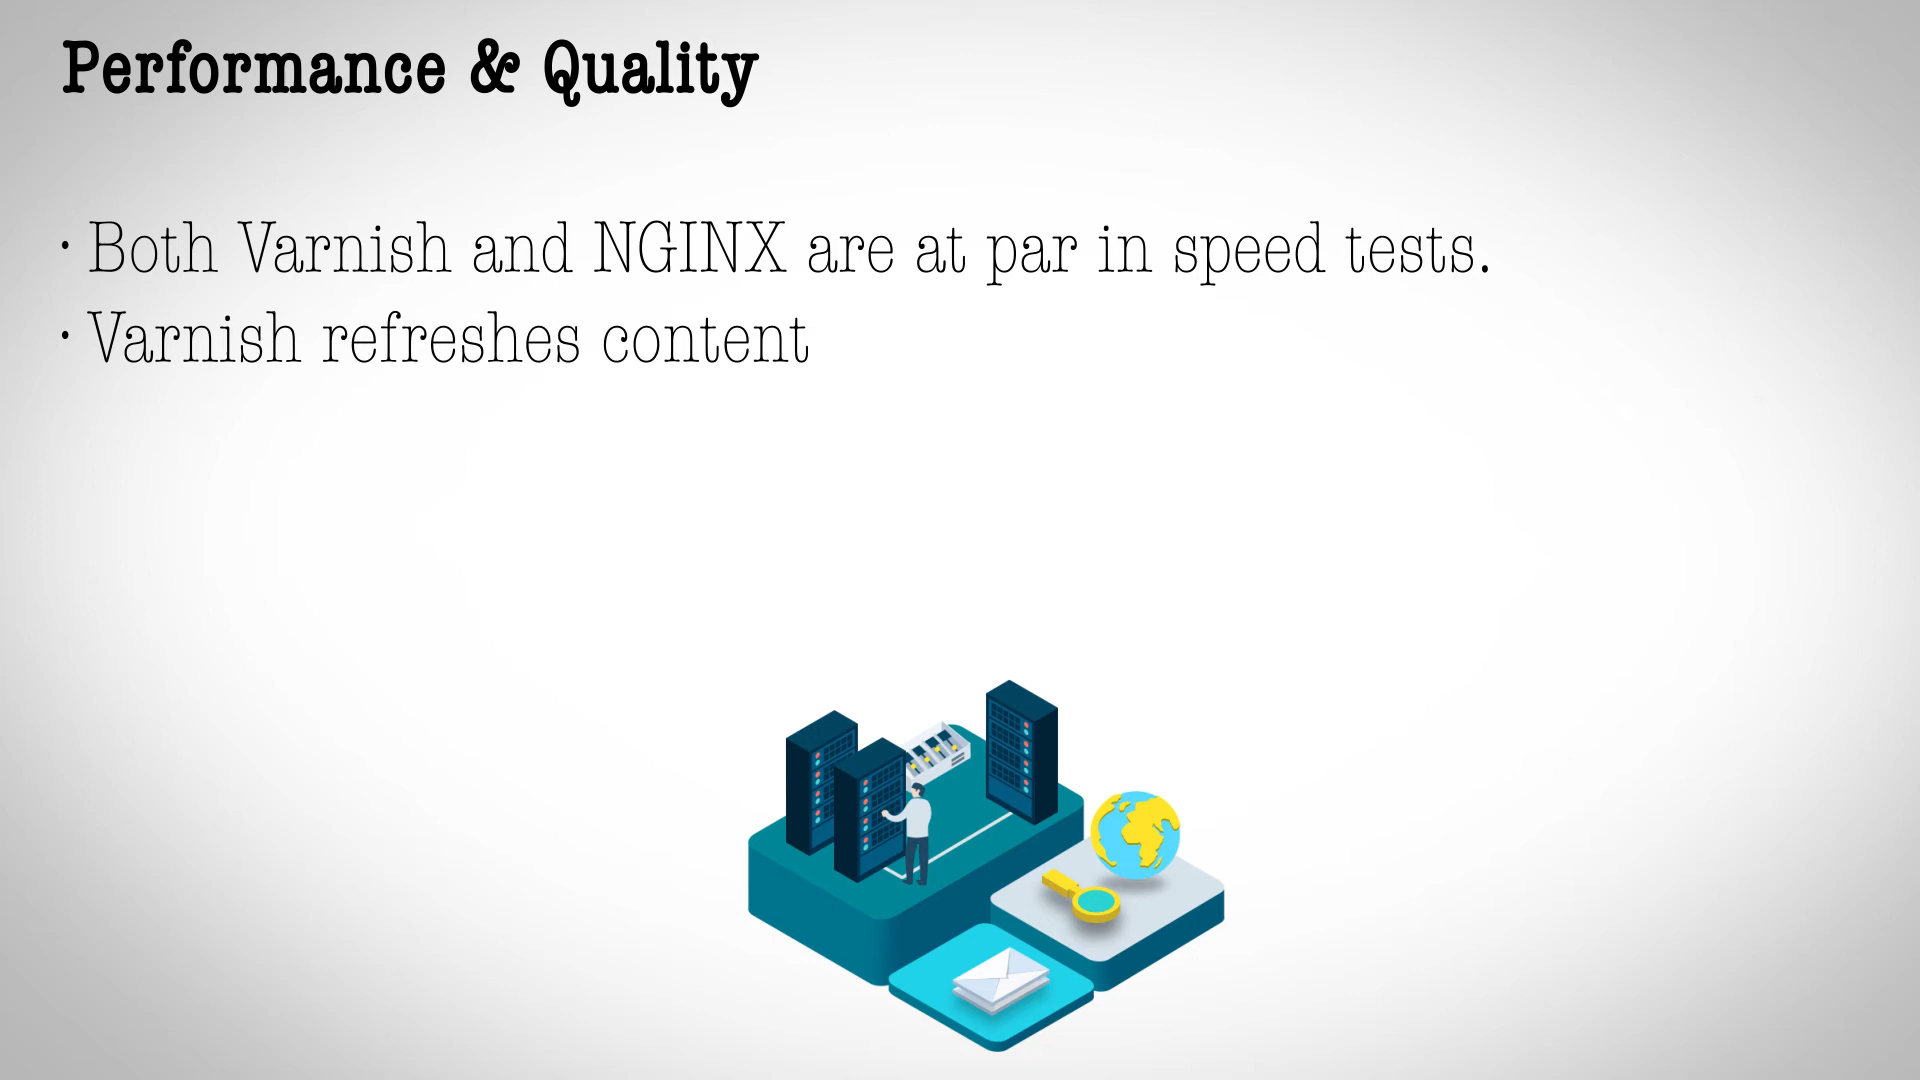 Performance & Quality
· Both Varnish and NGINX are at par in speed tests.
· Varnish refreshes content